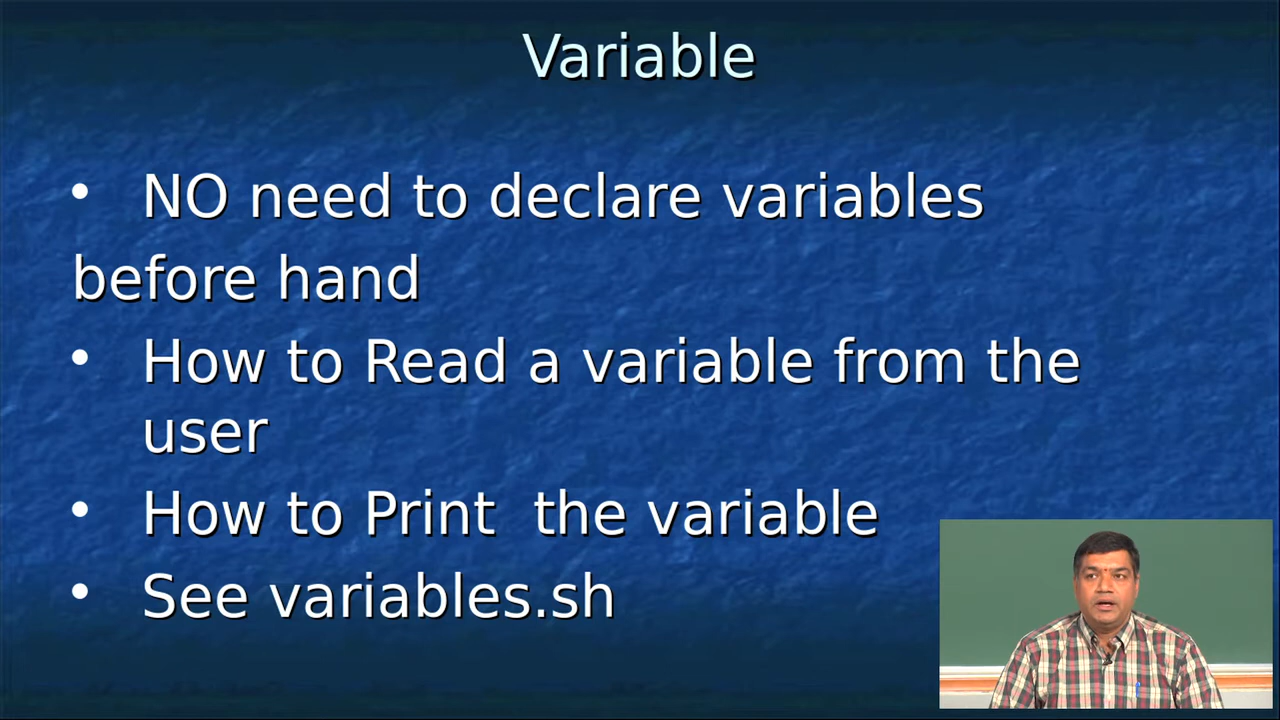 Variable
• NO need to declare variables
before hand
• How to Read a variable from the
user
• How to Print the variable
• See variables.sh